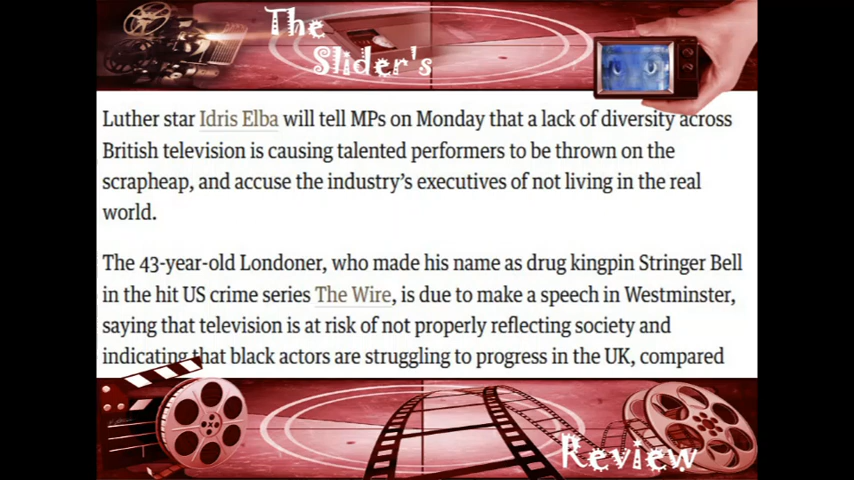 The
Slider's
Luther star Idris Elba will tell MPs on Monday that a lack of diversity across
British television is causing talented performers to be thrown on the
scrapheap, and accuse the industry’s executives of not living in the real
world.
The 43-year-old Londoner, who made his name as drug kingpin Stringer Bell
in the hit US crime series The Wire, is due to make a speech in Westminster,
saying that television is at risk of not properly reflecting society and
indicating that black actors are struggling to progress in the UK, compared
Review